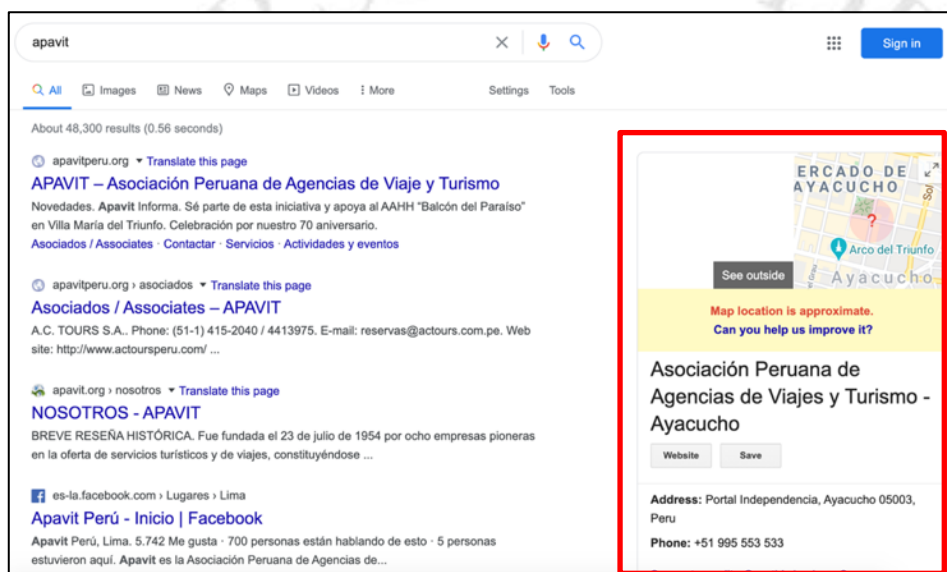 apavit
Sign in
All Images News Maps Videos More Settings Tools
About 48,300 results (0.56 seconds)
apavitperu.org Translate this page
APAVIT – Asociación Peruana de Agencias de Viaje y Turismo
Novedades. Apavit Informa. Sé parte de esta iniciativa y apoya al AAHH "Balcón del Paraíso"
en Villa María del Triunfo. Celebración por nuestro 70 aniversario.
Asociados / Associates · Contactar · Servicios · Actividades y eventos
apavitperu.org › asociados Translate this page
Asociados / Associates – APAVIT
A.C. TOURS S.A.. Phone: (51-1) 415-2040 / 4413975. E-mail: reservas@actours.com.pe. Web
site: http://www.actoursperu.com/ ...
apavit.org › nosotros Translate this page
NOSOTROS - APAVIT
BREVE RESEÑA HISTÓRICA. Fue fundada el 23 de julio de 1954 por ocho empresas pioneras
en la oferta de servicios turísticos y de viajes, constituyéndose ...
es-la.facebook.com › Lugares › Lima
Apavit Perú - Inicio | Facebook
Apavit Perú, Lima. 5.742 Me gusta · 700 personas están hablando de esto · 5 personas
estuvieron aquí. Apavit es la Asociación Peruana de Agencias de...
ERCADO DE
AYACUCHO
Sol
?
Arco del Triunfo
Grau
Ayacucho
See outside
Map location is approximate.
Can you help us improve it?
Asociación Peruana de
Agencias de Viajes y Turismo -
Ayacucho
Website Save
Address: Portal Independencia, Ayacucho 05003,
Peru
Phone: +51 995 553 533